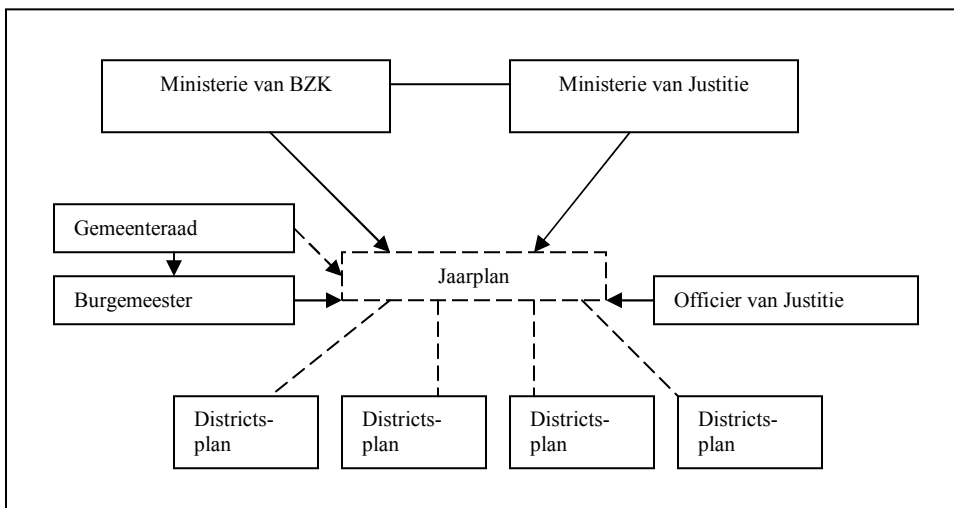 Ministerie van BZK
Ministerie van Justitie
Gemeenteraad
Jaarplan
Burgemeester
Officier van Justitie
Districts-
plan
Districts-
plan
Districts-
plan
Districts-
plan